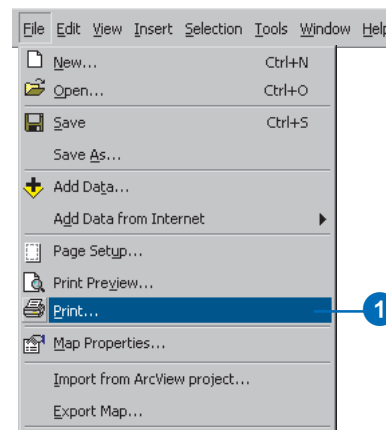 File Edit View Insert Selection Tools Window Help
New... Ctrl+N
Open... Ctrl+O
Save Ctrl+S
Save As...
Add Data...
Add Data from Internet
Page Setup...
Print Preview...
Print... 1
Map Properties...
Import from ArcView project...
Export Map...